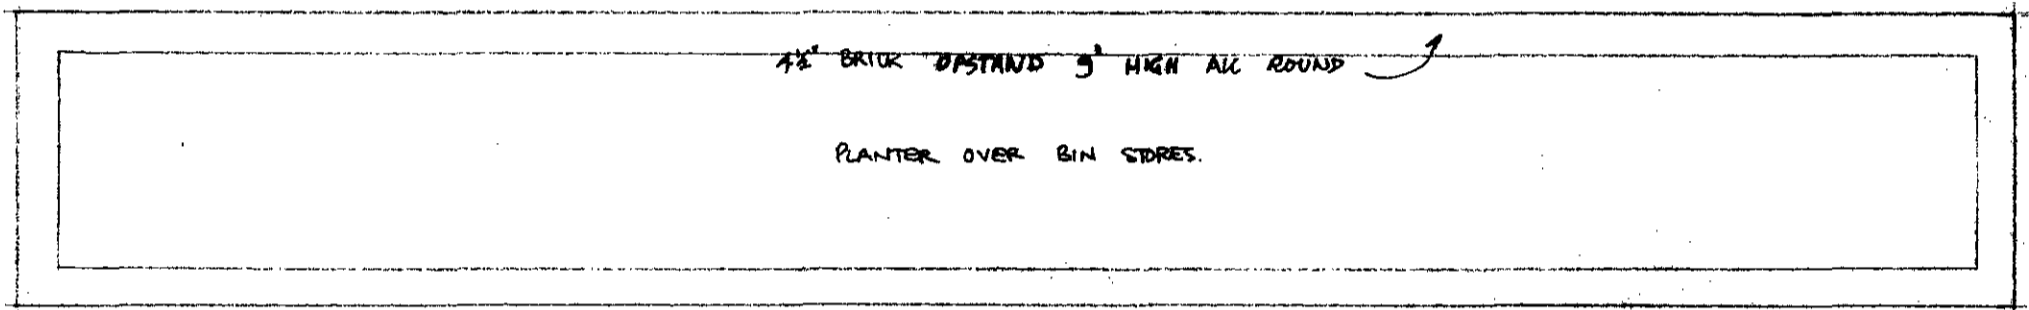 4½" BRICK UPSTAND 9" HIGH ALL ROUND
PLANTER OVER BIN STORES.